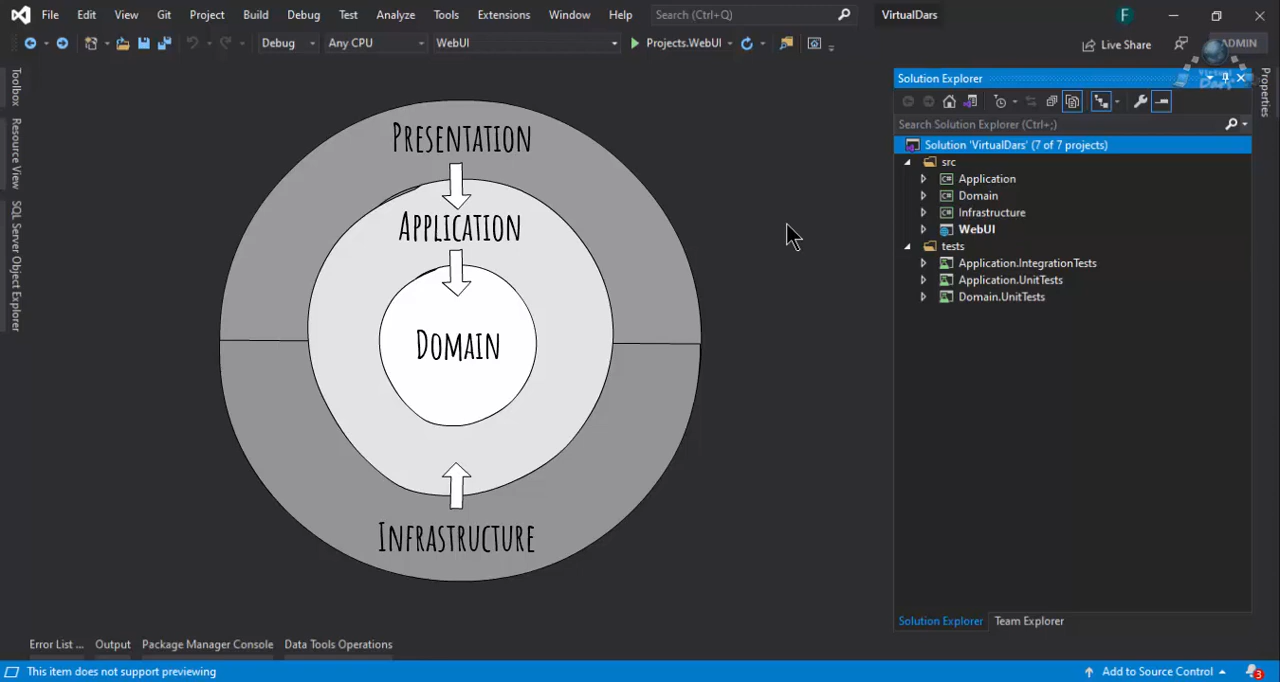 File Edit View Git Project Build Debug Test Analyze Tools Extensions Window Help Search (Ctrl+Q) VirtualDars F
Debug Any CPU WebUI Projects.WebUI Live Share ADMIN
Toolbox
Resource View
SQL Server Object Explorer
PRESENTATION
APPLICATION
DOMAIN
INFRASTRUCTURE
Solution Explorer
Search Solution Explorer (Ctrl+;)
Solution 'VirtualDars' (7 of 7 projects)
src
C# Application
C# Domain
C# Infrastructure
WebUI
tests
Application.IntegrationTests
Application.UnitTests
Domain.UnitTests
Solution Explorer Team Explorer
Properties
Error List ... Output Package Manager Console Data Tools Operations
This item does not support previewing Add to Source Control 3